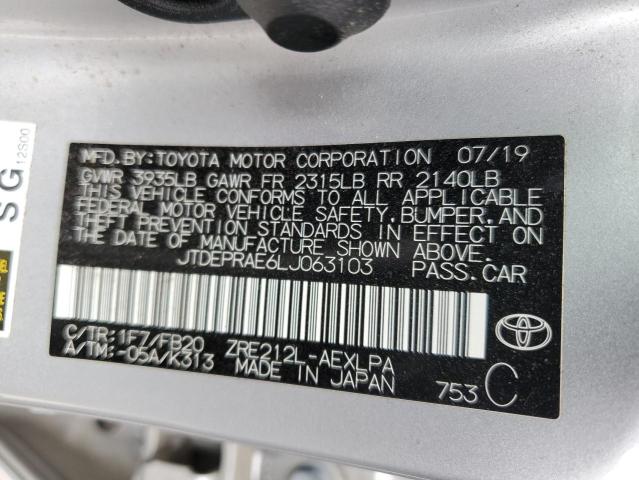 MFD. BY:TOYOTA MOTOR CORPORATION 07/19
GVWR 3935LB GAWR FR 2315LB RR 2140LB
THIS VEHICLE CONFORMS TO ALL APPLICABLE
FEDERAL MOTOR VEHICLE SAFETY, BUMPER, AND
THEFT PREVENTION STANDARDS IN EFFECT ON
THE DATE OF MANUFACTURE SHOWN ABOVE.
JTDEPRAE6LJ063103 PASS.CAR
C/TR:1F7/FB20 ZRE212L-AEXLPA
A/TM:-05A/K313 MADE IN JAPAN 753 C
SG
12S00